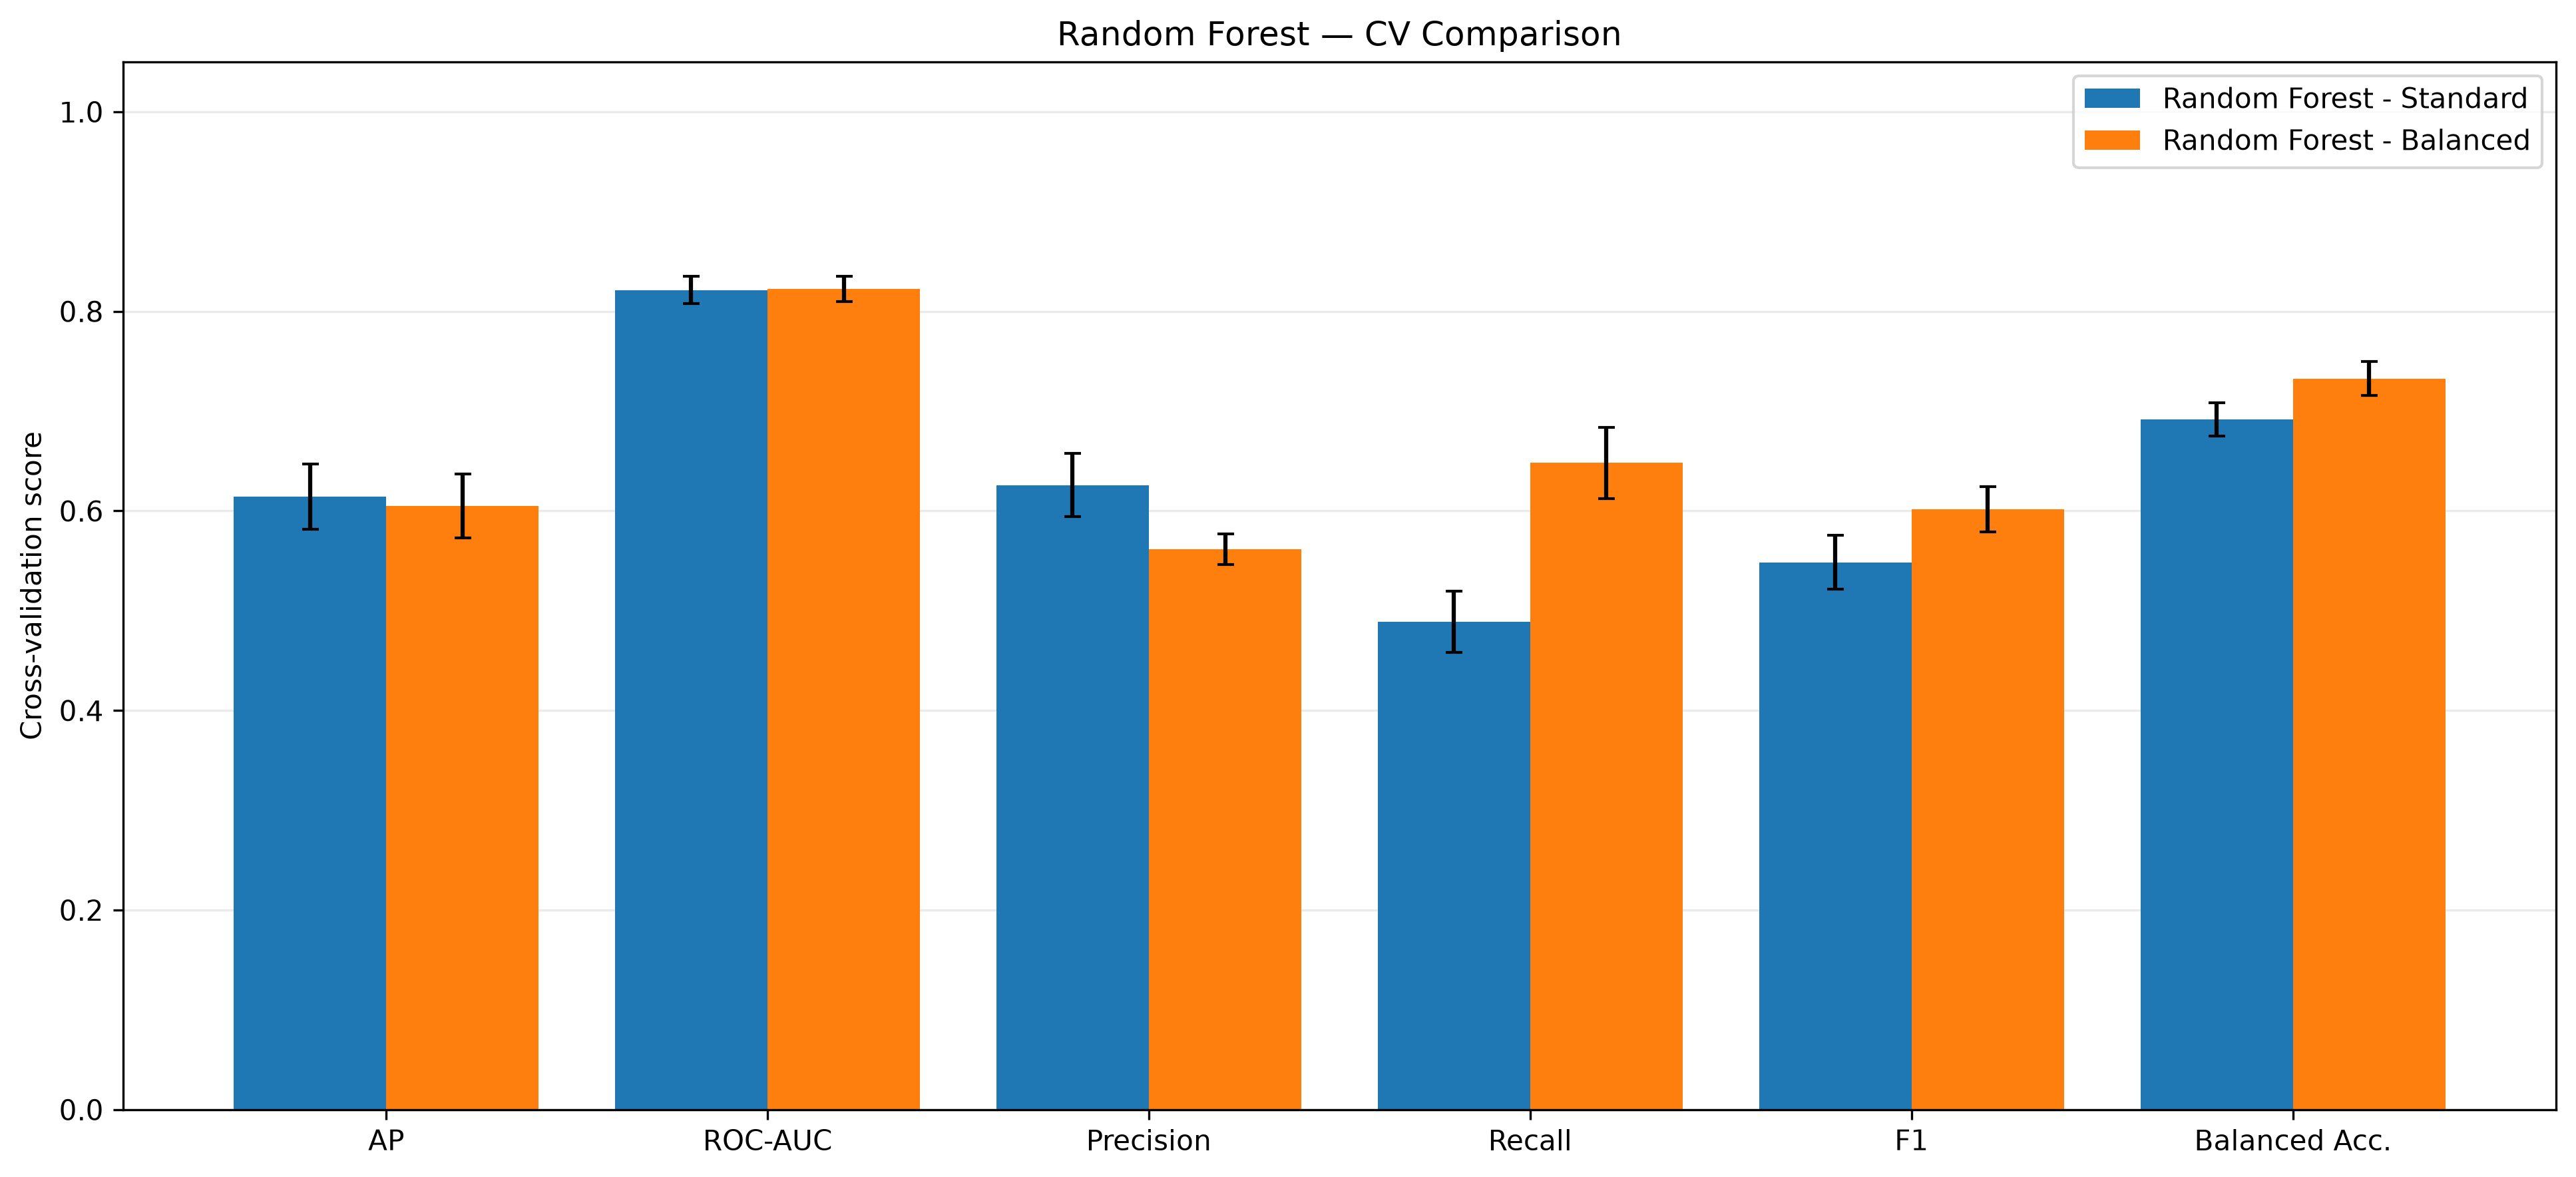 Random Forest — CV Comparison
Random Forest - Standard
Random Forest - Balanced
Cross-validation score
1.0
0.8
0.6
0.4
0.2
0.0
AP
ROC-AUC
Precision
Recall
F1
Balanced Acc.